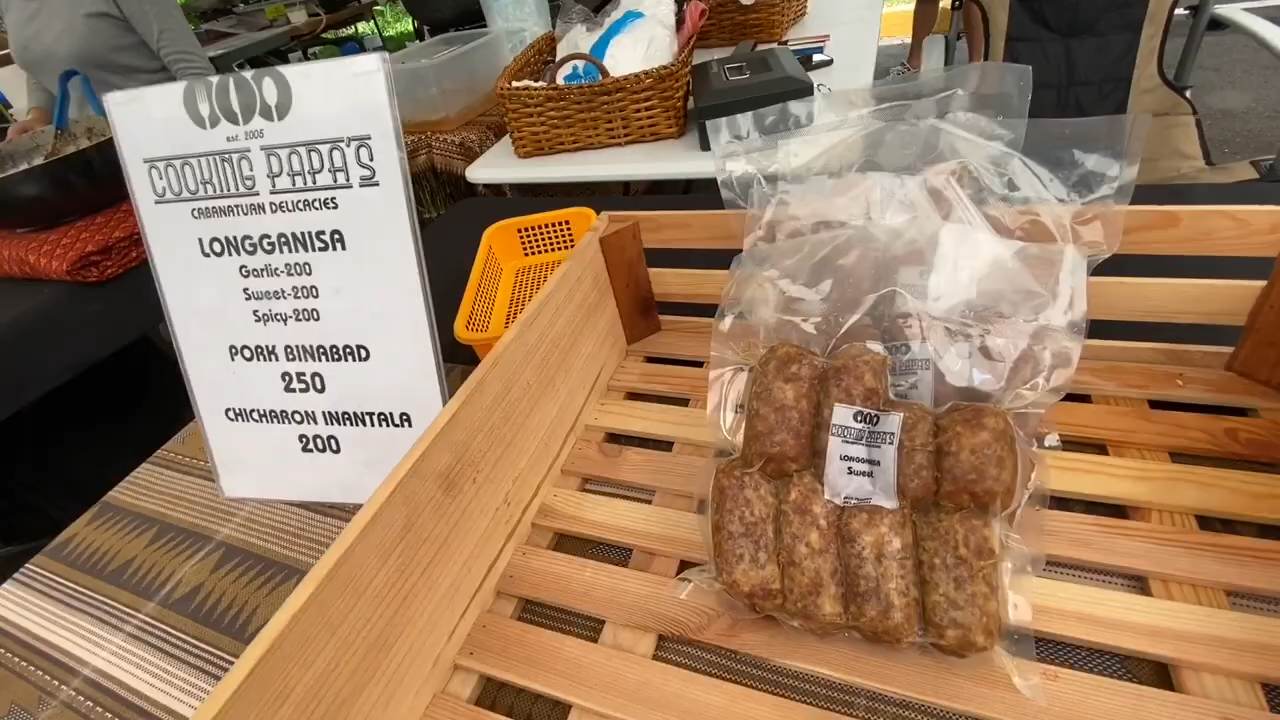 est. 2005
COOKING PAPA'S
CABANATUAN DELICACIES
LONGGANISA
Garlic-200
Sweet-200
Spicy-200
PORK BINABAD
250
CHICHARON INANTALA
200
COOKING PAPA'S
LONGGANISA
Sweet
PAPA'S